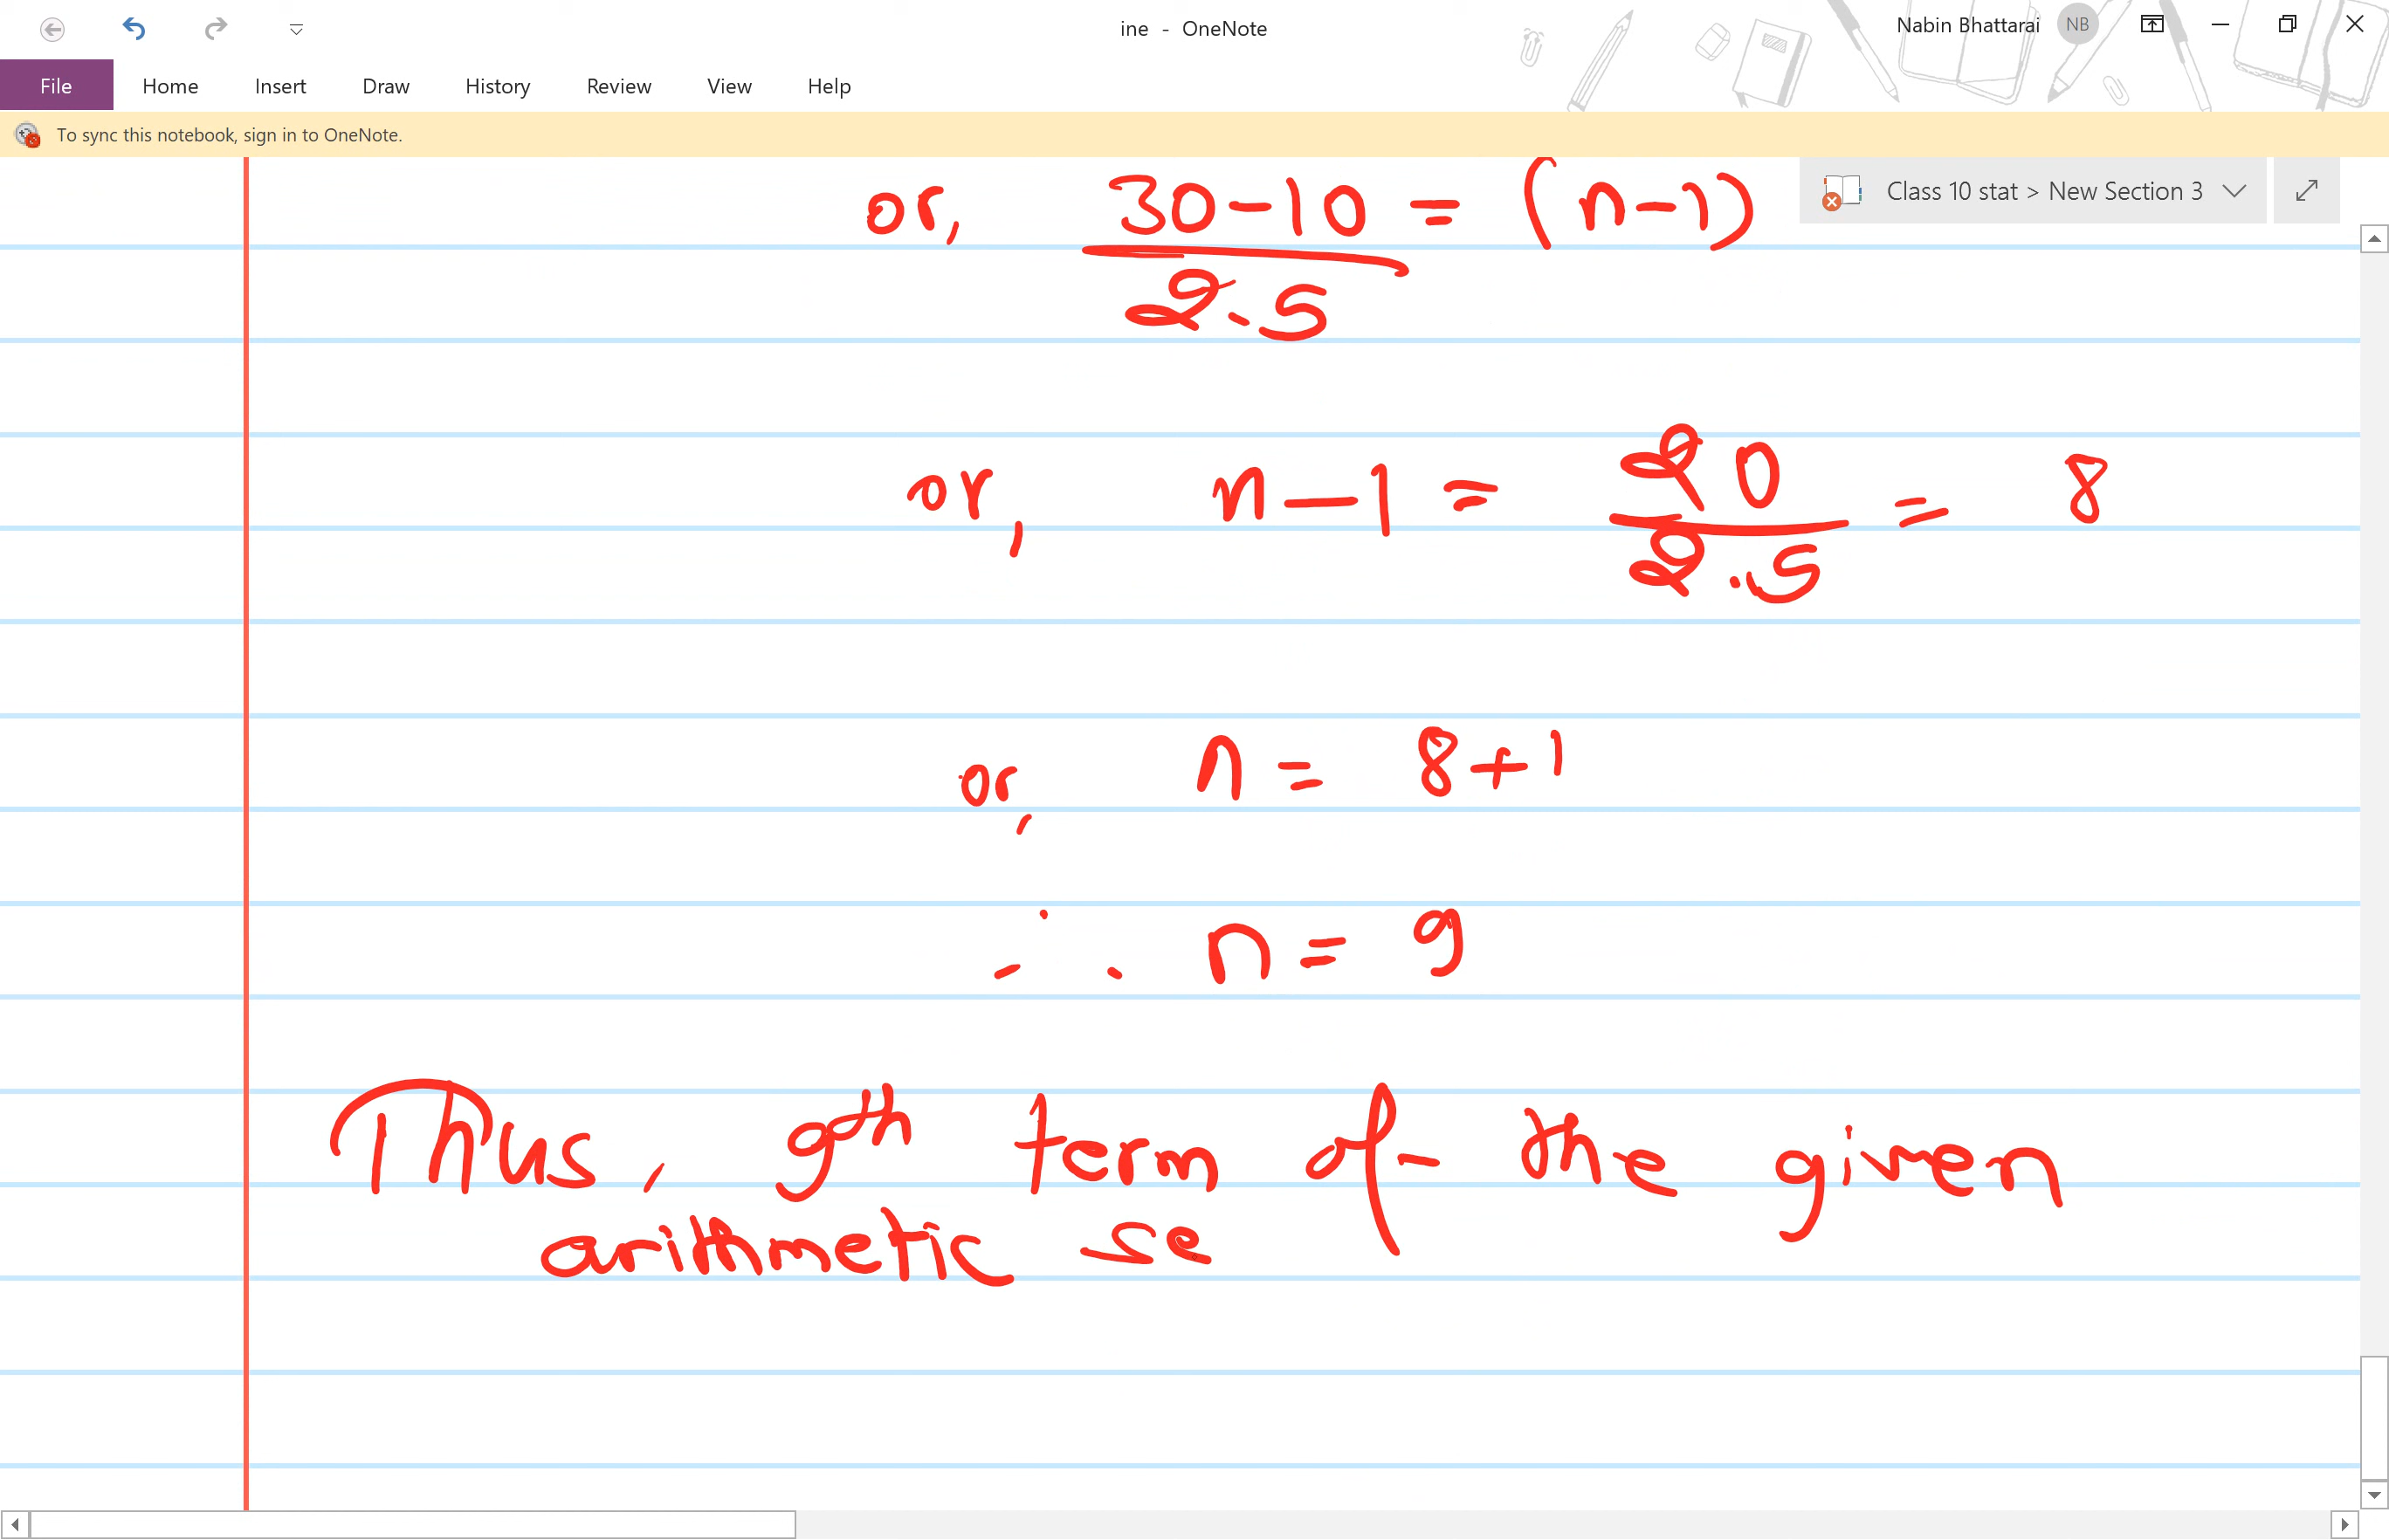 ine - OneNote
Nabin Bhattarai NB
File Home Insert Draw History Review View Help
To sync this notebook, sign in to OneNote.
Class 10 stat > New Section 3
or, 30-10 = (n-1)
2.5
or, n-1 = 20 = 8
2.5
or, n = 8+1
∴ n = 9
Thus, 9th term of the given
arithmetic se